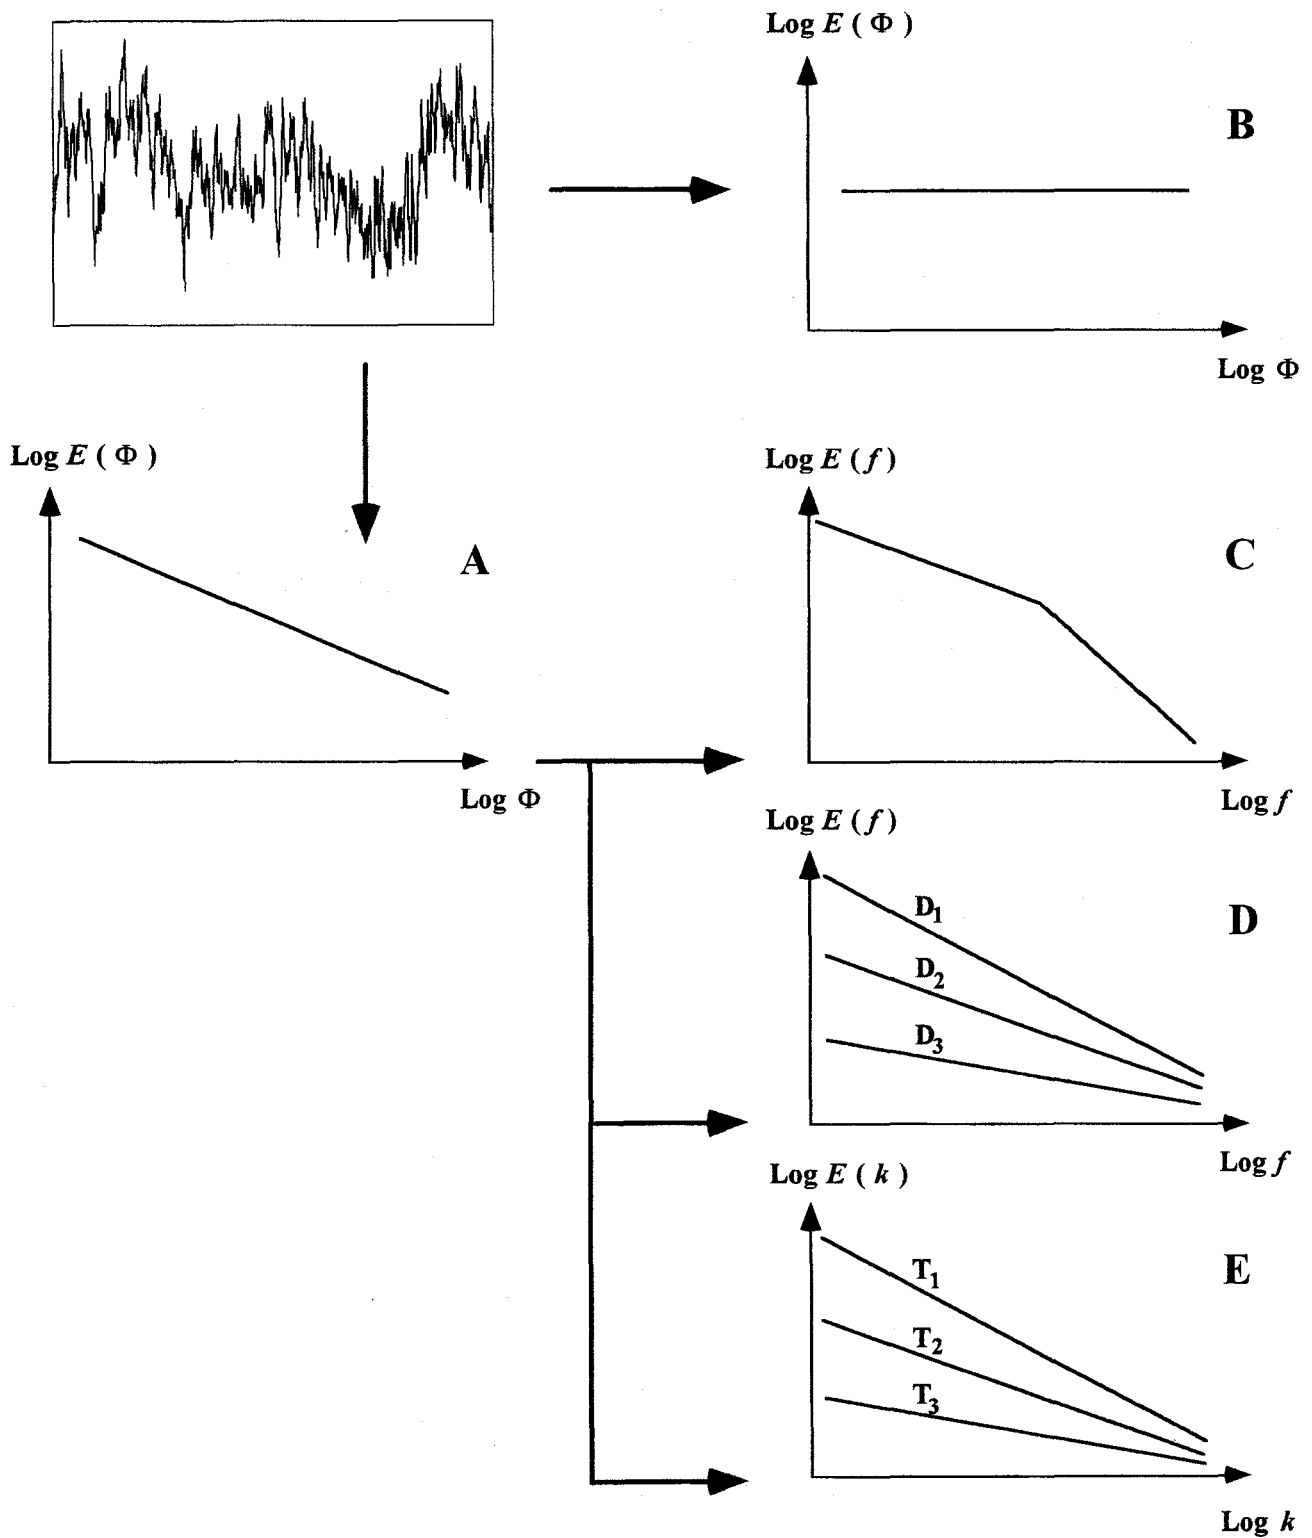 Log E ( Φ )
B
Log Φ
Log E ( Φ )
A
Log Φ
Log E ( f )
C
Log f
Log E ( f )
D
D1
D2
D3
Log f
Log E ( k )
E
T1
T2
T3
Log k